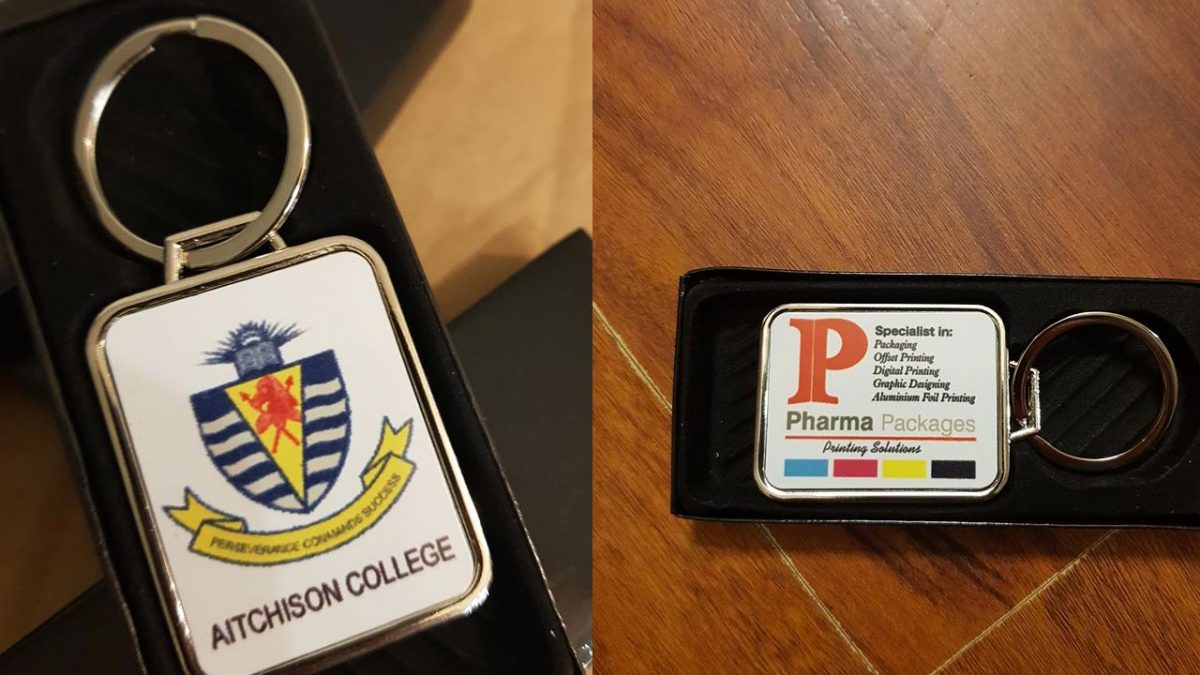 PERSEVERANCE COMMANDS SUCCESS
AITCHISON COLLEGE
P
Specialist in:
Packaging
Offset Printing
Digital Printing
Graphic Designing
Aluminium Foil Printing
Pharma Packages
Printing Solutions